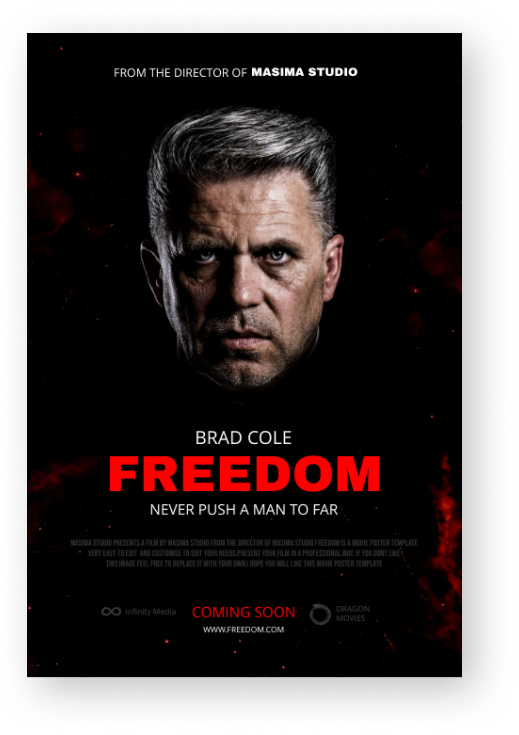 FROM THE DIRECTOR OF MASIMA STUDIO
BRAD COLE
FREEDOM
NEVER PUSH A MAN TO FAR
MASIMA STUDIO PRESENTS A FILM BY MASIMA STUDIO FROM THE DIRECTOR OF MASIMA STUDIO FREEDOM IS A MOVIE POSTER TEMPLATE
VERY EASY TO EDIT AND CUSTOMISE TO SUIT YOUR NEEDS.PRESENT YOUR FILM IN A PROFESSIONAL WAY. IF YOU DONT LIKE
THIS IMAGE FEEL FREE TO REPLACE IT WITH YOUR OWN.I HOPE YOU WILL LIKE THIS MOVIE POSTER TEMPLATE
Infinity Media
COMING SOON
DRAGON
MOVIES
WWW.FREEDOM.COM